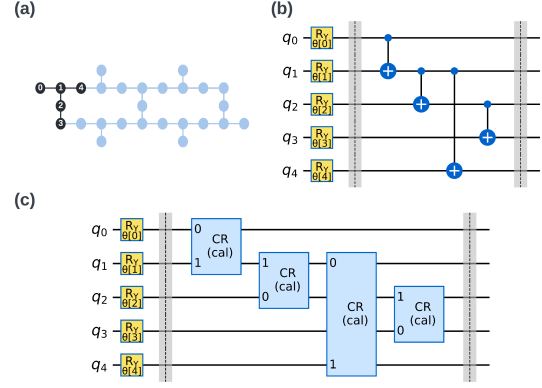 (a)
0 1 4
2
3
(b)
q0 RY θ[0]
q1 RY θ[1]
q2 RY θ[2]
q3 RY θ[3]
q4 RY θ[4]
(c)
q0 RY θ[0] 0
CR (cal)
q1 RY θ[1] 1 1 0
CR (cal)
q2 RY θ[2] 0 1
CR (cal) CR (cal)
q3 RY θ[3] 0
q4 RY θ[4] 1